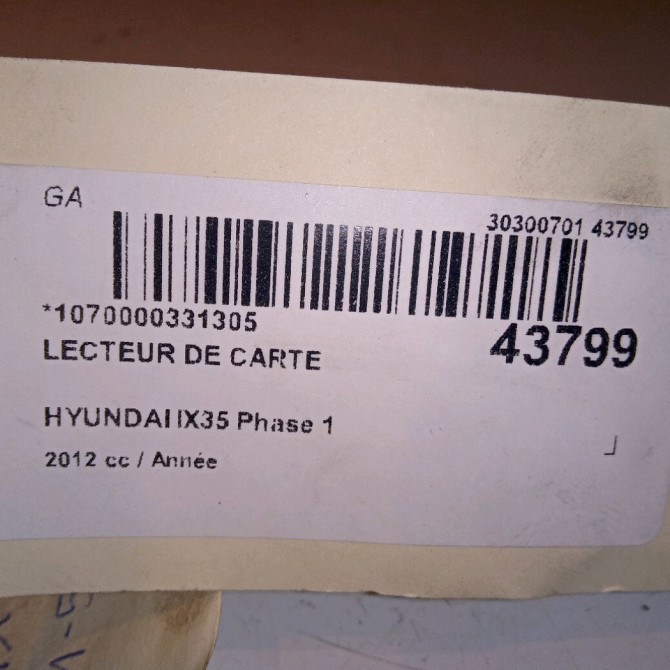 GA
30300701 43799
*1070000331305
43799
LECTEUR DE CARTE
HYUNDAI IX35 Phase 1
2012 cc / Année